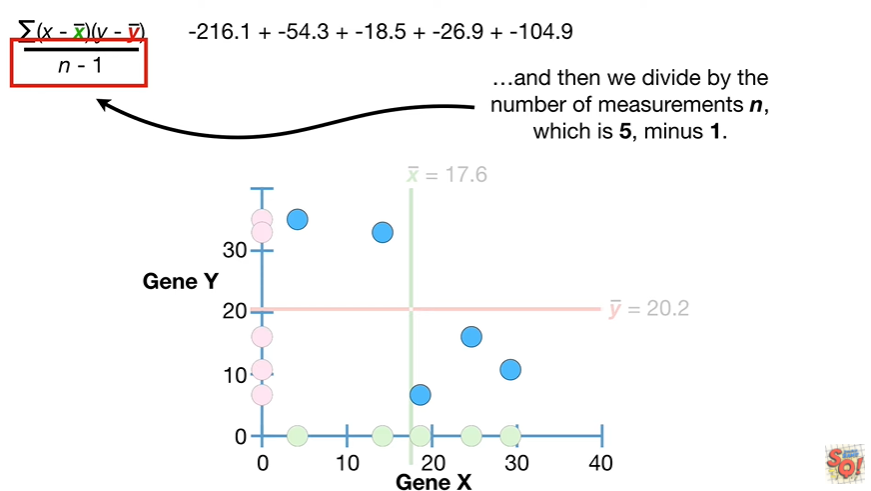 ∑(x - x̅)(y - y̅)
n - 1
-216.1 + -54.3 + -18.5 + -26.9 + -104.9
…and then we divide by the
number of measurements n,
which is 5, minus 1.
x̅ = 17.6
30
Gene Y
20
y̅ = 20.2
10
0
0 10 20 30 40
Gene X
SQ!